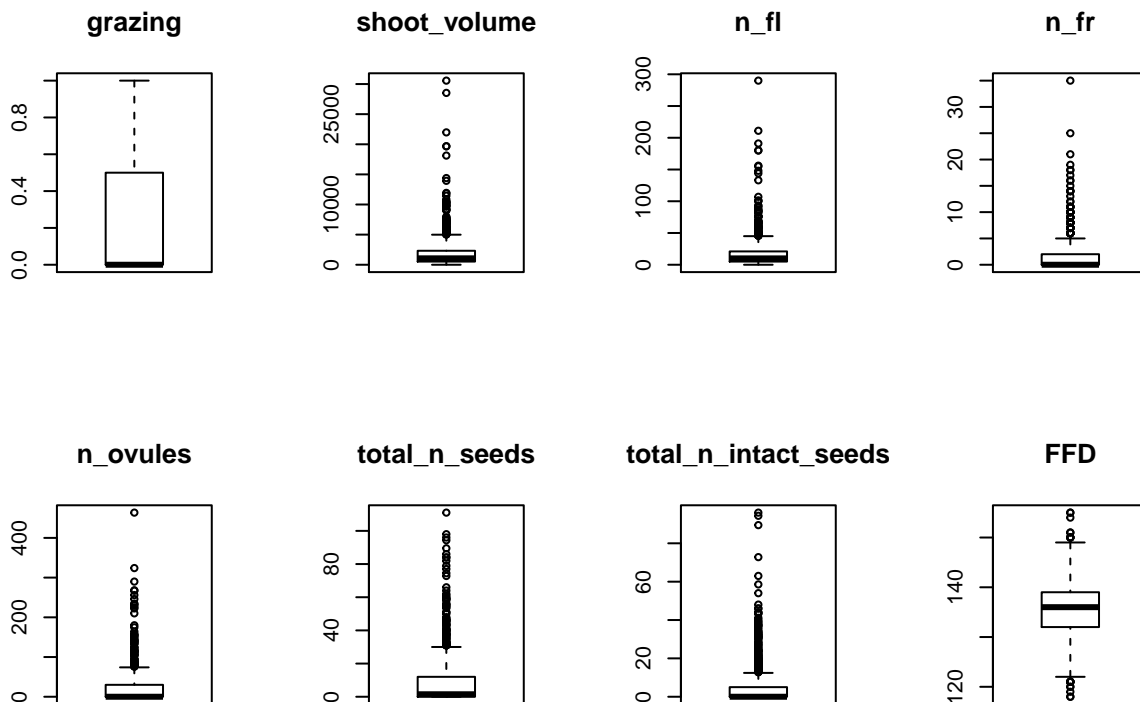 grazing
0.0 0.4 0.8
shoot_volume
0 10000 25000
n_fl
0 100 200 300
n_fr
0 10 20 30
n_ovules
0 200 400
total_n_seeds
0 40 80
total_n_intact_seeds
0 20 60
FFD
120 140